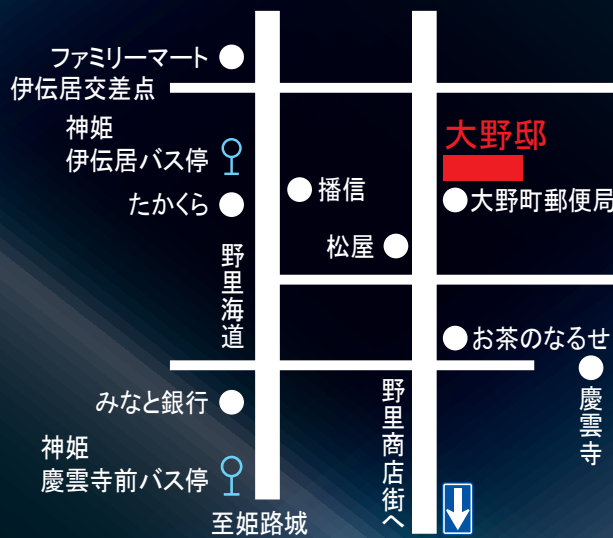 ファミリーマート
伊伝居交差点
神姫
伊伝居バス停
たかくら
播信
大野邸
大野町郵便局
松屋
野里海道
お茶のなるせ
慶雲寺
みなと銀行
野里商店街へ
神姫
慶雲寺前バス停
至姫路城